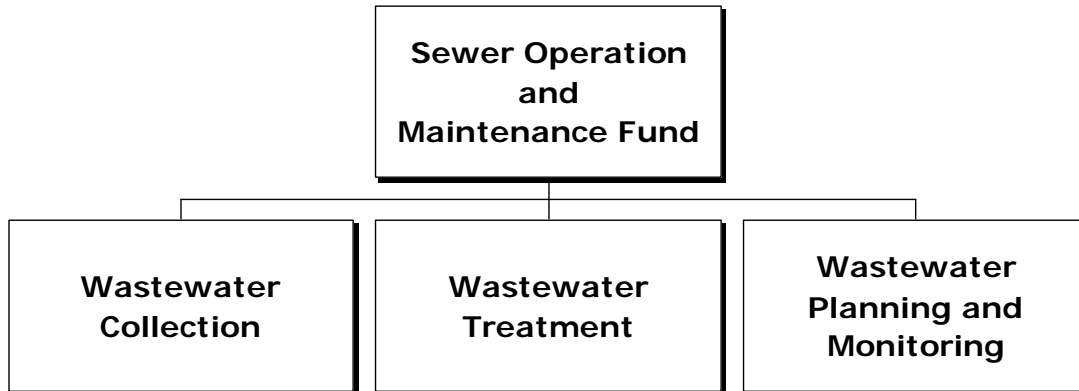 Sewer Operation
and
Maintenance Fund
Wastewater
Collection
Wastewater
Treatment
Wastewater
Planning and
Monitoring